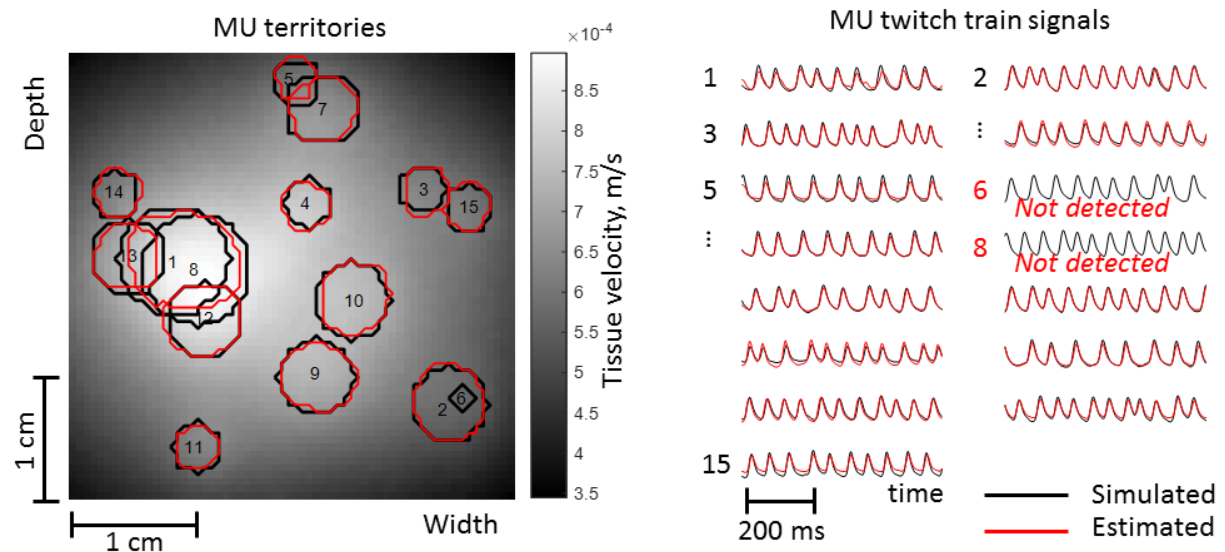 MU territories
×10⁻⁴
Depth
5
7
14
4
3
15
13
1
8
12
10
9
2
6
11
1 cm
1 cm
Width
8.5
8
7.5
7
6.5
6
5.5
5
4.5
4
3.5
Tissue velocity, m/s
MU twitch train signals
1
2
3
⋮
5
6
Not detected
⋮
8
Not detected
15
time
200 ms
Simulated
Estimated